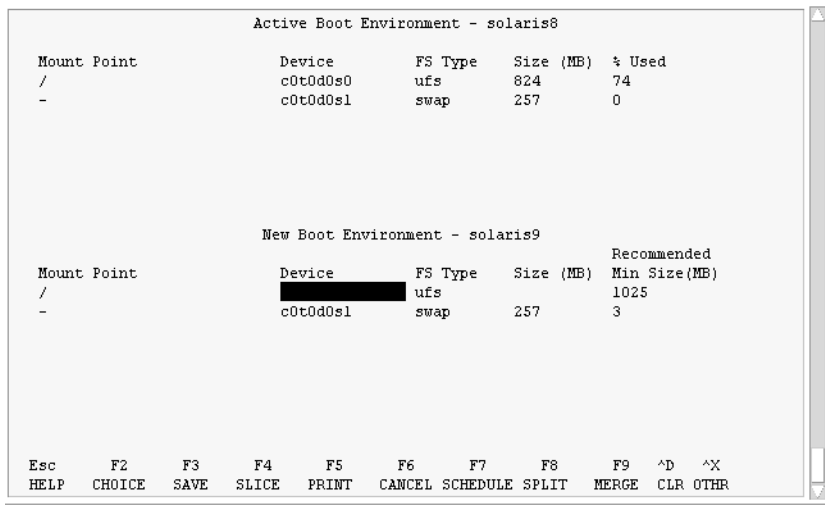 Active Boot Environment - solaris8
Mount Point Device FS Type Size (MB) % Used
/ c0t0d0s0 ufs 824 74
- c0t0d0s1 swap 257 0
New Boot Environment - solaris9
Recommended
Mount Point Device FS Type Size (MB) Min Size(MB)
/ ufs 1025
- c0t0d0s1 swap 257 3
Esc F2 F3 F4 F5 F6 F7 F8 F9 ^D ^X
HELP CHOICE SAVE SLICE PRINT CANCEL SCHEDULE SPLIT MERGE CLR OTHR